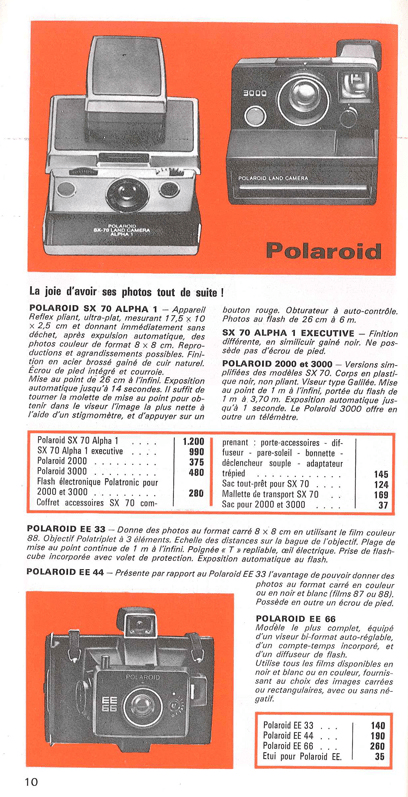 3000
POLAROID LAND CAMERA
POLAROID
SX-70 LAND CAMERA
ALPHA 1
Polaroid
La joie d'avoir ses photos tout de suite !
POLAROID SX 70 ALPHA 1 — Appareil
Reflex pliant, ultra-plat, mesurant 17,5 × 10
× 2,5 cm et donnant immédiatement sans
déchet, après expulsion automatique, des
photos couleur de format 8 × 8 cm. Repro-
ductions et agrandissements possibles. Fini-
tion en acier brossé gainé de cuir naturel.
Écrou de pied intégré et courroie.
Mise au point de 26 cm à l'infini. Exposition
automatique jusqu'à 14 secondes. Il suffit de
tourner la molette de mise au point pour ob-
tenir dans le viseur l'image la plus nette à
l'aide d'un stigmomètre, et d'appuyer sur un
bouton rouge. Obturateur à auto-contrôle.
Photos au flash de 26 cm à 6 m.
SX 70 ALPHA 1 EXECUTIVE — Finition
différente, en similicuir gainé noir. Ne pos-
sède pas d'écrou de pied.
POLAROID 2000 et 3000 — Versions sim-
plifiées des modèles SX 70. Corps en plasti-
que noir, non pliant. Viseur type Galilée. Mise
au point de 1 m à l'infini, portée du flash de
1 m à 3,70 m. Exposition automatique jus-
qu'à 1 seconde. Le Polaroid 3000 offre en
outre un télémètre.
Polaroid SX 70 Alpha 1 . . . . 1.200
SX 70 Alpha 1 executive . . . . 990
Polaroid 2000 . . . . . . . . . 375
Polaroid 3000 . . . . . . . . . 480
Flash électronique Polatronic pour
2000 et 3000 . . . . . . . . . 280
Coffret accessoires SX 70 com-
prenant : porte-accessoires - dif-
fuseur - pare-soleil - bonnette -
déclencheur souple - adaptateur
trépied . . . . . . . . . . . 145
Sac tout-prêt pour SX 70 . . . . 124
Mallette de transport SX 70 . . 169
Sac pour 2000 et 3000 . . . . 37
POLAROID EE 33 — Donne des photos au format carré 8 × 8 cm en utilisant le film couleur
88. Objectif Polatriplet à 3 éléments. Echelle des distances sur la bague de l'objectif. Plage de
mise au point continue de 1 m à l'infini. Poignée « T » repliable, œil électrique. Prise de flash-
cube incorporée avec volet de protection. Exposition automatique au flash.
POLAROID EE 44 — Présente par rapport au Polaroid EE 33 l'avantage de pouvoir donner des
photos au format carré en couleur
ou en noir et blanc (films 87 ou 88).
Possède en outre un écrou de pied.
POLAROID EE 66
Modèle le plus complet, équipé
d'un viseur bi-format auto-réglable,
d'un compte-temps incorporé, et
d'un diffuseur de flash.
Utilise tous les films disponibles en
noir et blanc ou en couleur, fournis-
sant au choix des images carrées
ou rectangulaires, avec ou sans né-
gatif.
POLAROID
EE
66
Polaroid EE 33 . . . 140
Polaroid EE 44 . . . 190
Polaroid EE 66 . . . 260
Etui pour Polaroid EE. 35
10